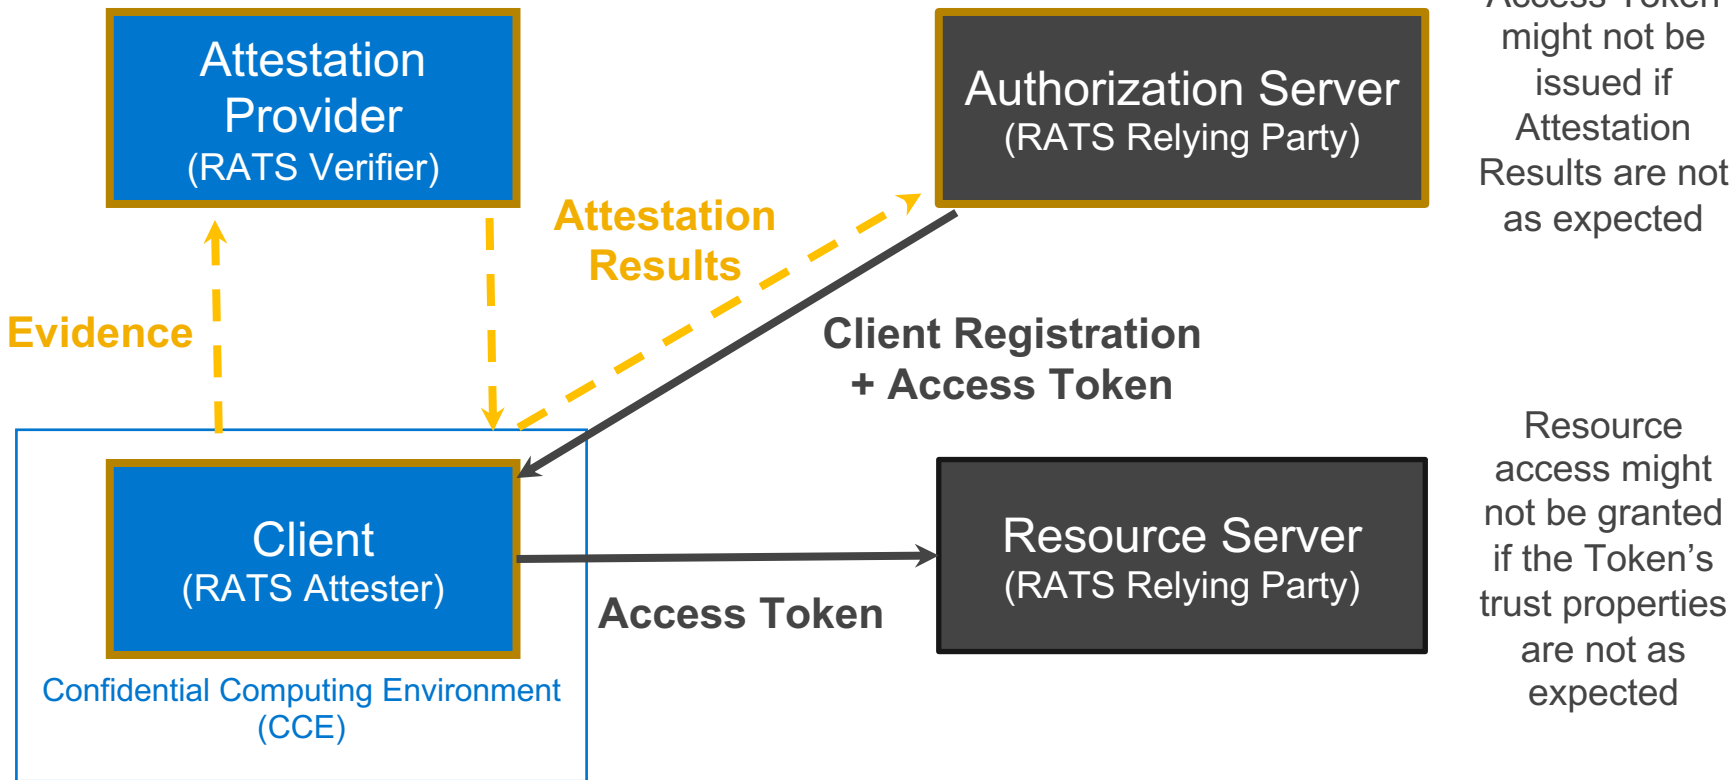 Attestation
Provider
(RATS Verifier)
Authorization Server
(RATS Relying Party)
Access Token
might not be
issued if
Attestation
Results are not
as expected
Attestation
Results
Evidence
Client Registration
+ Access Token
Client
(RATS Attester)
Access Token
Resource Server
(RATS Relying Party)
Resource
access might
not be granted
if the Token’s
trust properties
are not as
expected
Confidential Computing Environment
(CCE)